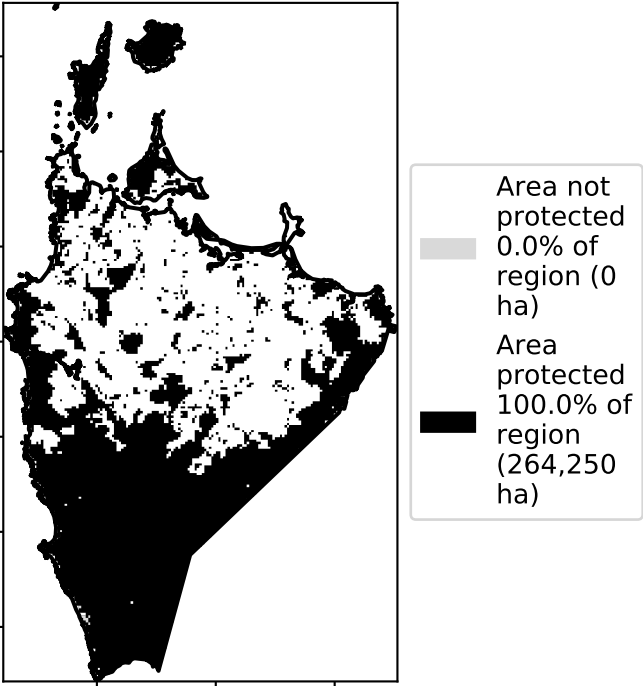 Area not
protected
0.0% of
region (0
ha)
Area
protected
100.0% of
region
(264,250
ha)